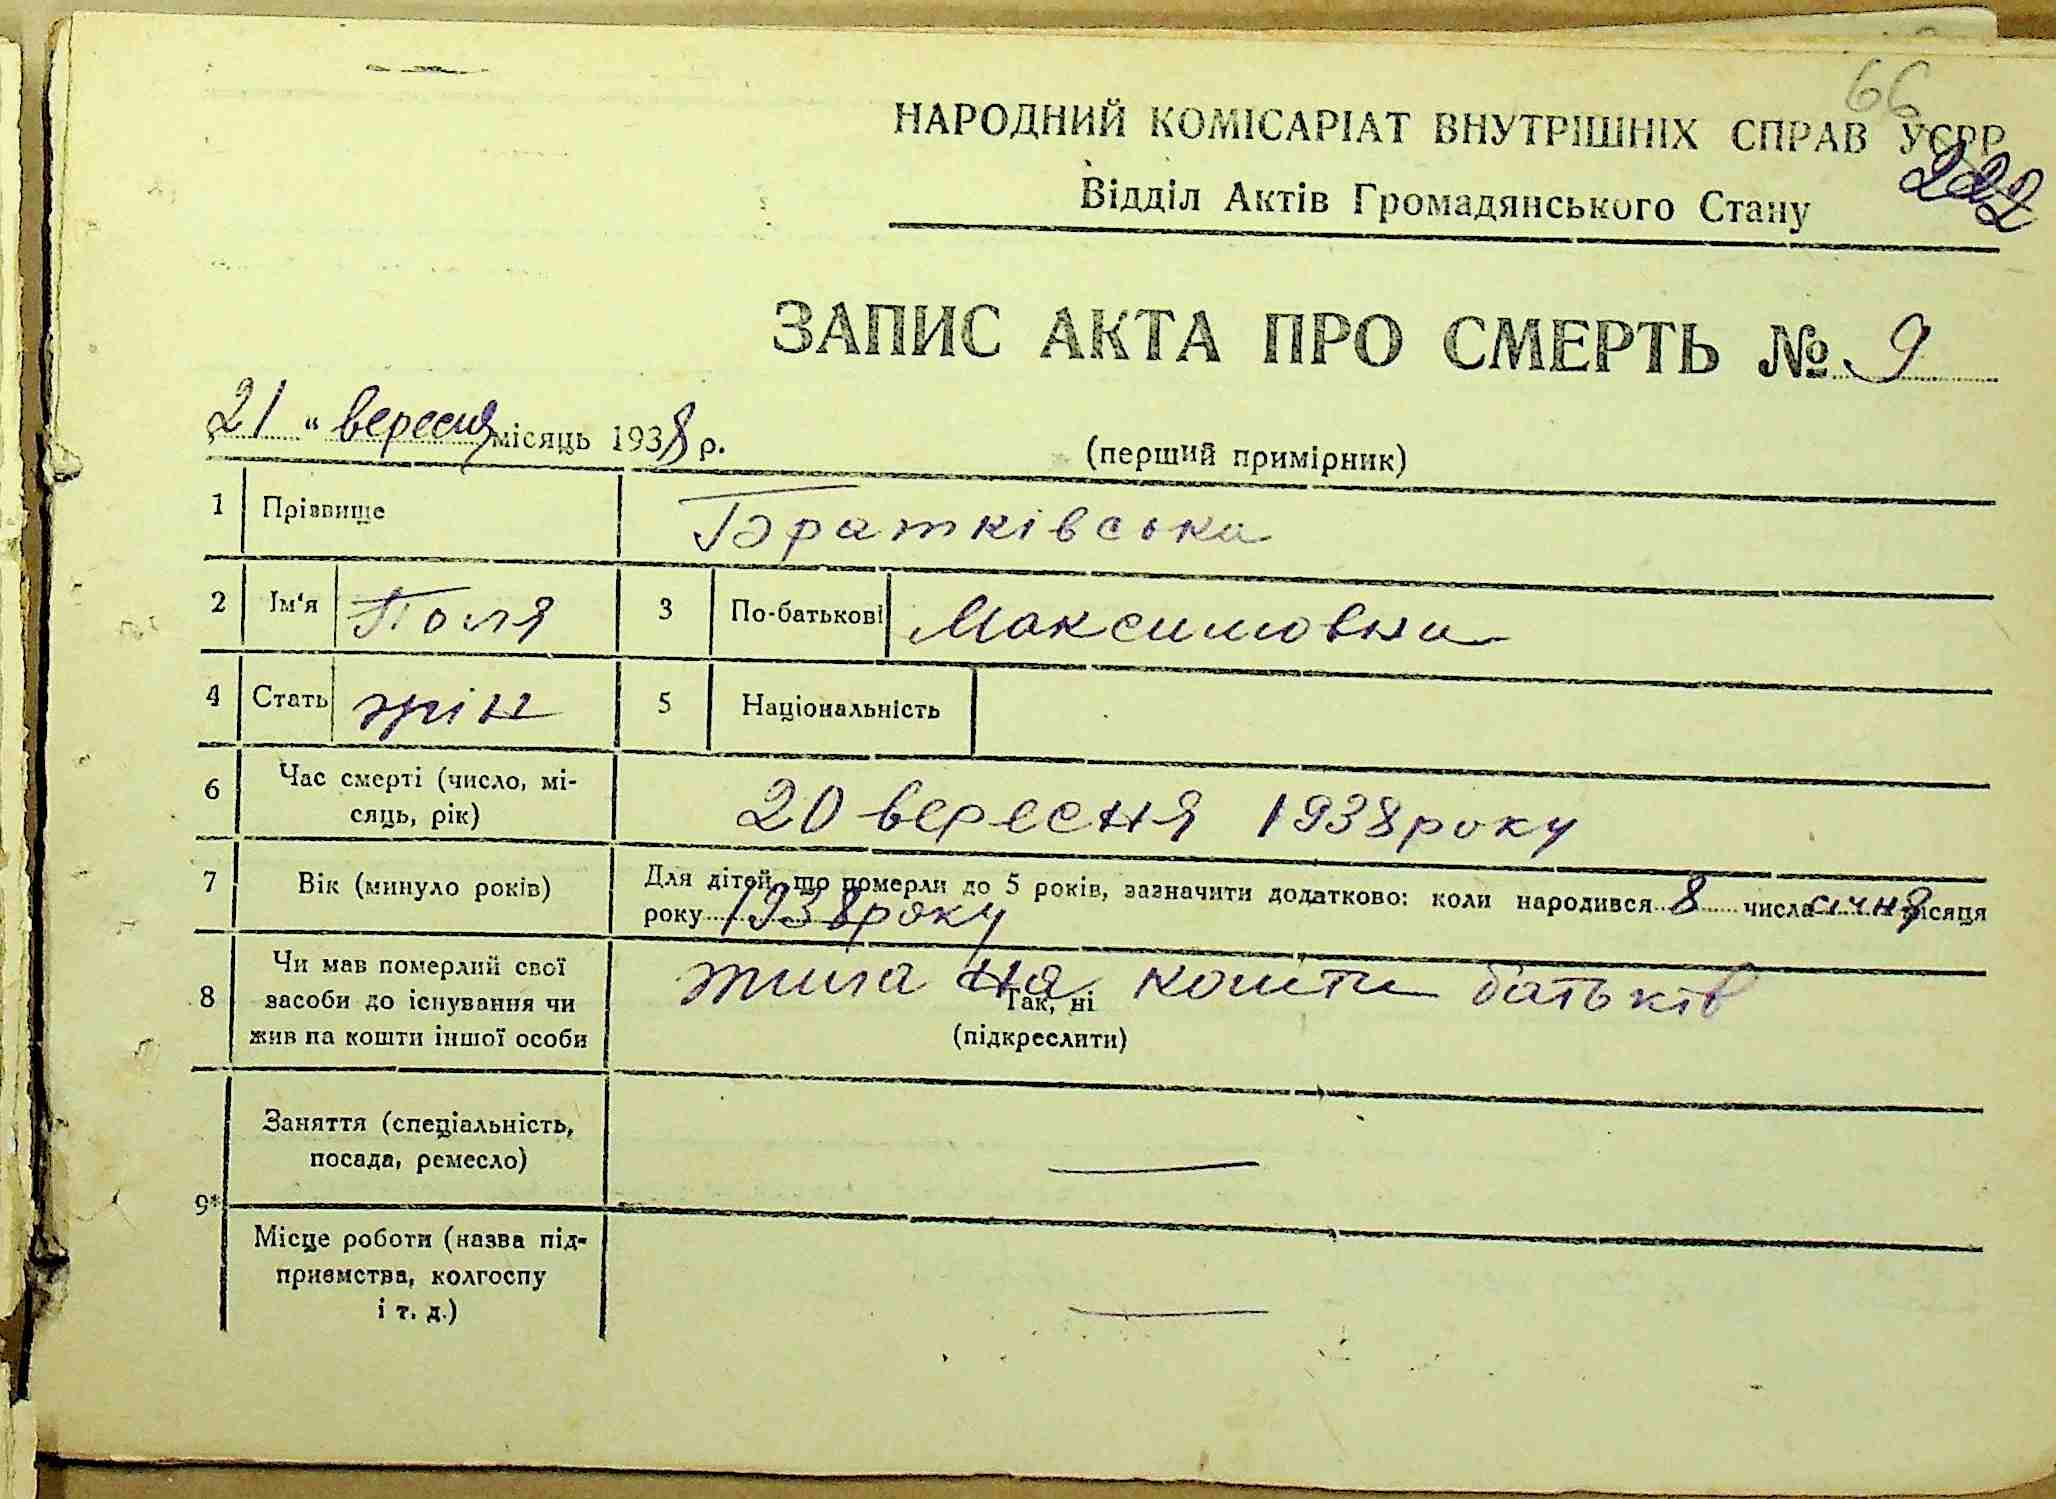 66
НАРОДНИЙ КОМІСАРІАТ ВНУТРІШНІХ СПРАВ УСРР
222
Відділ Актів Громадянського Стану
ЗАПИС АКТА ПРО СМЕРТЬ № 9
21 " вересня місяць 1938 р.
(перший примірник)
1 Прізвище Братківська
2 Ім'я Поля 3 По-батькові Максимовна
4 Стать жін 5 Національність
6 Час смерті (число, мі-
сяць, рік) 20 вересня 1938 року
7 Вік (минуло років) Для дітей, що померли до 5 років, зазначити додатково: коли народився 8 числа січня місяця
року 1938 року
8 Чи мав померлий свої
засоби до існування чи
жив на кошти іншої особи
жила на кошти батьків
Так, ні
(підкреслити)
9*
Заняття (спеціальність,
посада, ремесло) —
Місце роботи (назва під-
приємства, колгоспу
і т. д.) —